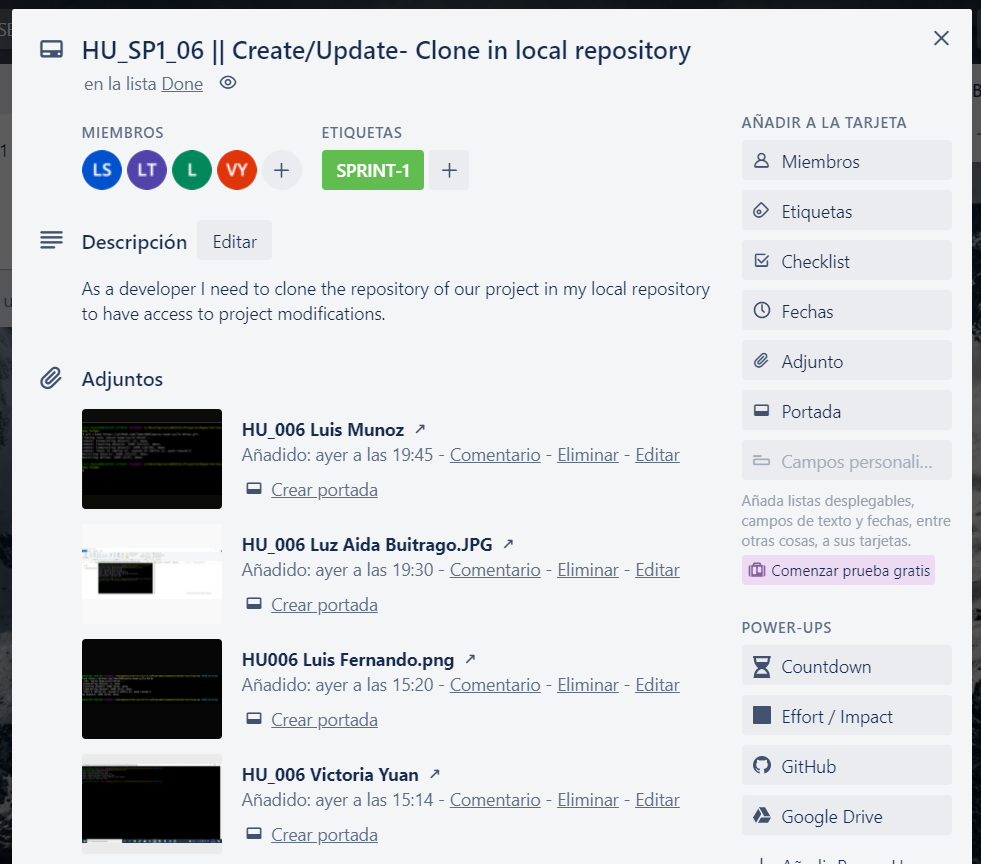 HU_SP1_06 || Create/Update- Clone in local repository
en la lista Done
MIEMBROS
ETIQUETAS
LS
LT
L
VY
SPRINT-1
Descripción
Editar
As a developer I need to clone the repository of our project in my local repository
to have access to project modifications.
Adjuntos
HU_006 Luis Munoz ↗
Añadido: ayer a las 19:45 - Comentario - Eliminar - Editar
Crear portada
HU_006 Luz Aida Buitrago.JPG ↗
Añadido: ayer a las 19:30 - Comentario - Eliminar - Editar
Crear portada
HU006 Luis Fernando.png ↗
Añadido: ayer a las 15:20 - Comentario - Eliminar - Editar
Crear portada
HU_006 Victoria Yuan ↗
Añadido: ayer a las 15:14 - Comentario - Eliminar - Editar
Crear portada
AÑADIR A LA TARJETA
Miembros
Etiquetas
Checklist
Fechas
Adjunto
Portada
Campos personali...
Añada listas desplegables,
campos de texto y fechas, entre
otras cosas, a sus tarjetas.
Comenzar prueba gratis
POWER-UPS
Countdown
Effort / Impact
GitHub
Google Drive